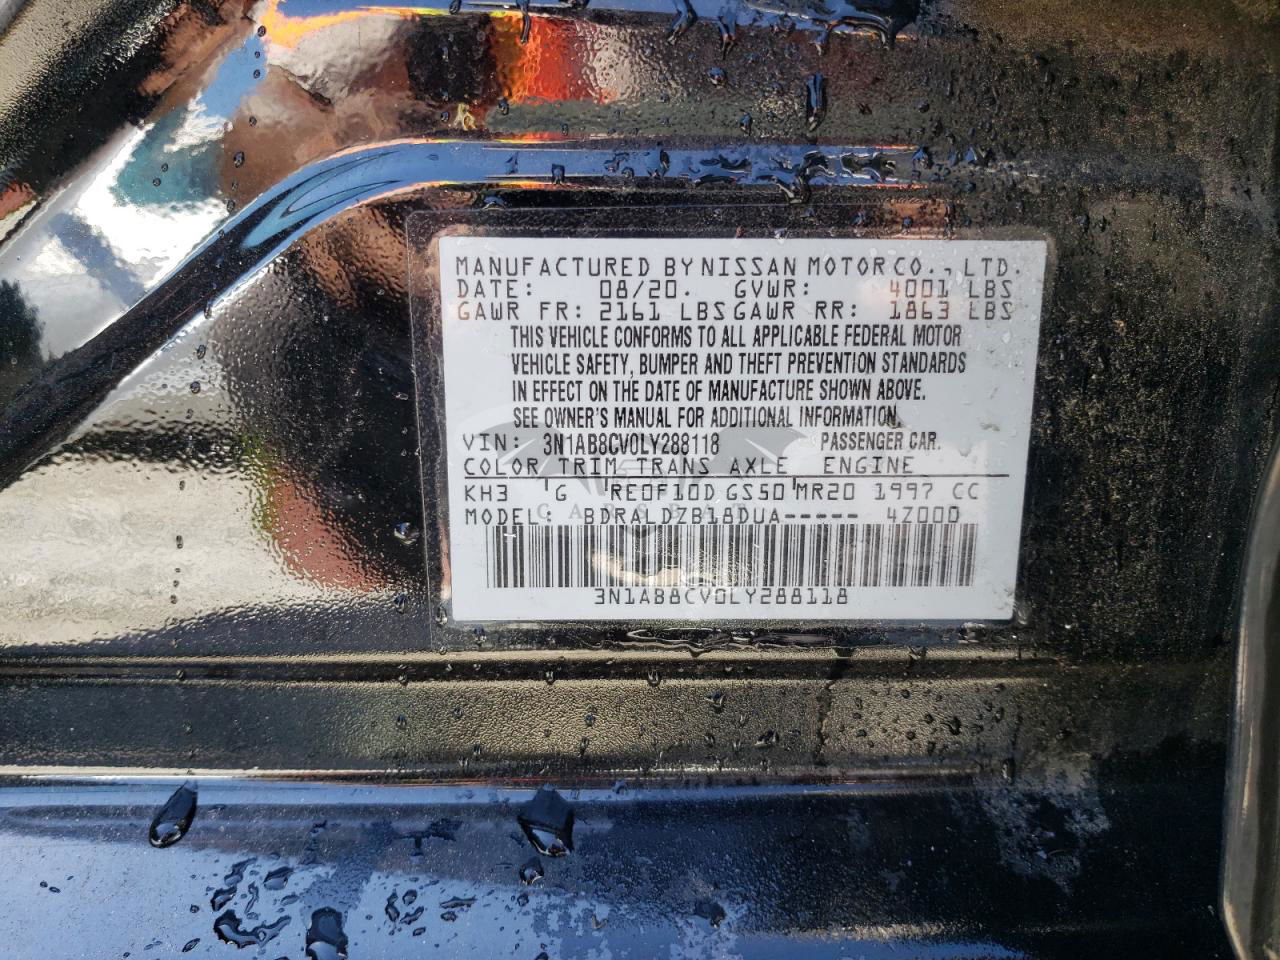 MANUFACTURED BY NISSAN MOTOR CO., LTD.
DATE: 08/20. GVWR: 4001 LBS
GAWR FR: 2161 LBS GAWR RR: 1863 LBS
THIS VEHICLE CONFORMS TO ALL APPLICABLE FEDERAL MOTOR
VEHICLE SAFETY, BUMPER AND THEFT PREVENTION STANDARDS
IN EFFECT ON THE DATE OF MANUFACTURE SHOWN ABOVE.
SEE OWNER'S MANUAL FOR ADDITIONAL INFORMATION.
VIN: 3N1AB8CV0LY288118 PASSENGER CAR.
COLOR TRIM TRANS AXLE ENGINE
KH3 G RE0F10D GS50 MR20 1997 CC
MODEL: BDRALDZB18DUA----- 4Z000
3N1AB8CV0LY288118